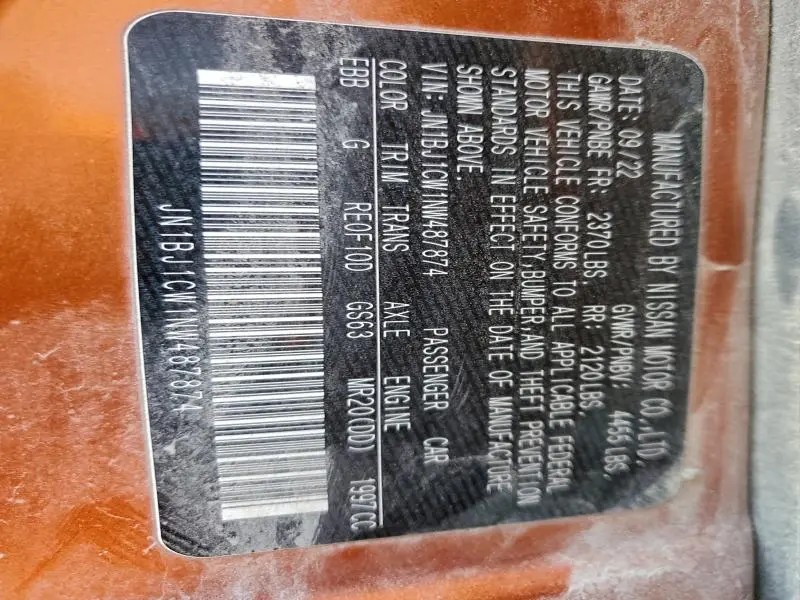 MANUFACTURED BY NISSAN MOTOR CO.,LTD.
DATE: 09/22 GVWR/PNBV: 4455 LBS,
GAWR/PNBE FR: 2370LBS RR: 2120LBS,
THIS VEHICLE CONFORMS TO ALL APPLICABLE FEDERAL
MOTOR VEHICLE SAFETY,BUMPER,AND THEFT PREVENTION
STANDARDS IN EFFECT ON THE DATE OF MANUFACTURE
SHOWN ABOVE.
VIN: JN1BJ1CW1NW487874 PASSENGER CAR
COLOR TRIM TRANS AXLE ENGINE
EBB G RE0F10D GS63 MR20(DD) 1997CC
JN1BJ1CW1NW487874